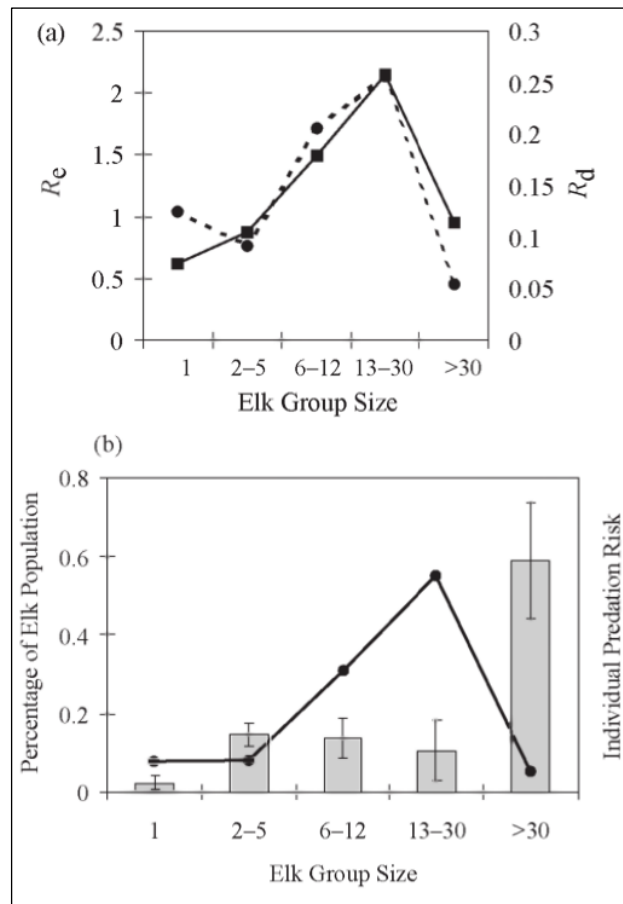 (a)
2.5
2
1.5
1
0.5
0
Re
0.3
0.25
0.2
0.15
0.1
0.05
0
Rd
1 2–5 6–12 13–30 >30
Elk Group Size
(b)
0.8
0.6
0.4
0.2
0
Percentage of Elk Population
Individual Predation Risk
1 2–5 6–12 13–30 >30
Elk Group Size